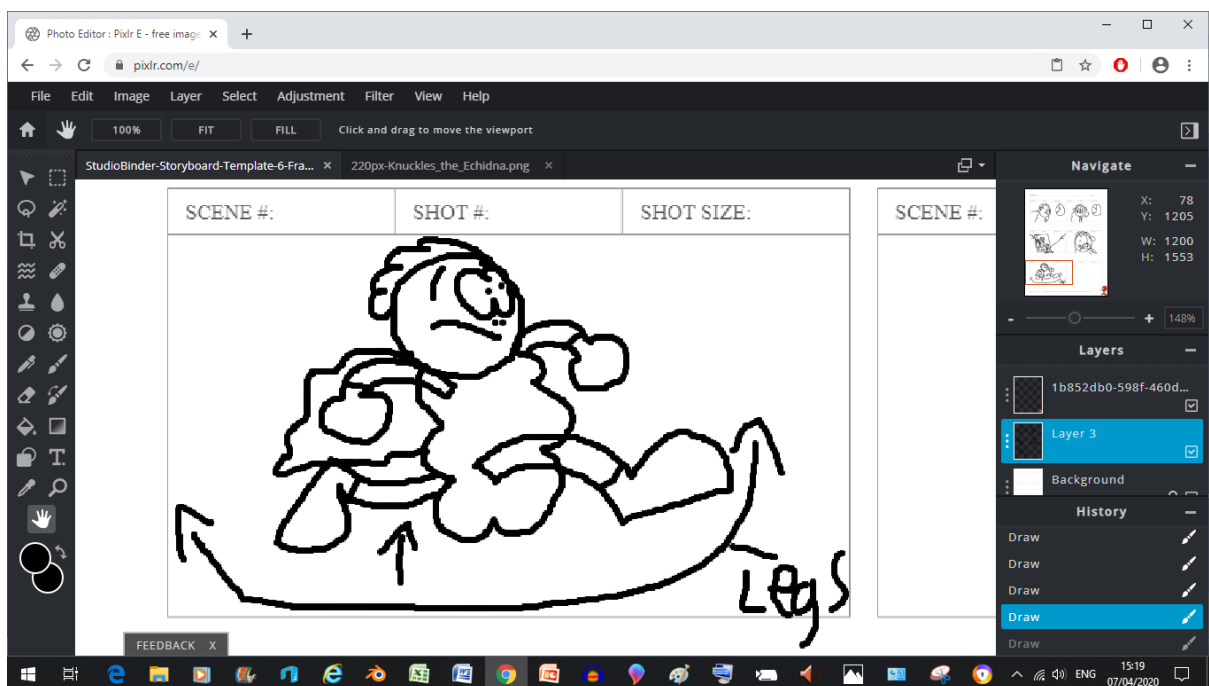 Photo Editor : Pixlr E - free image
pixlr.com/e/
File Edit Image Layer Select Adjustment Filter View Help
100% FIT FILL Click and drag to move the viewport
StudioBinder-Storyboard-Template-6-Fra... 220px-Knuckles_the_Echidna.png
Navigate
X: 78
Y: 1205
W: 1200
H: 1553
148%
SCENE #: SHOT #: SHOT SIZE: SCENE #:
Layers
1b852db0-598f-460d...
Layer 3
Background
History
Draw
Draw
Draw
Draw
Draw
Legs
FEEDBACK X
ENG
15:19
07/04/2020